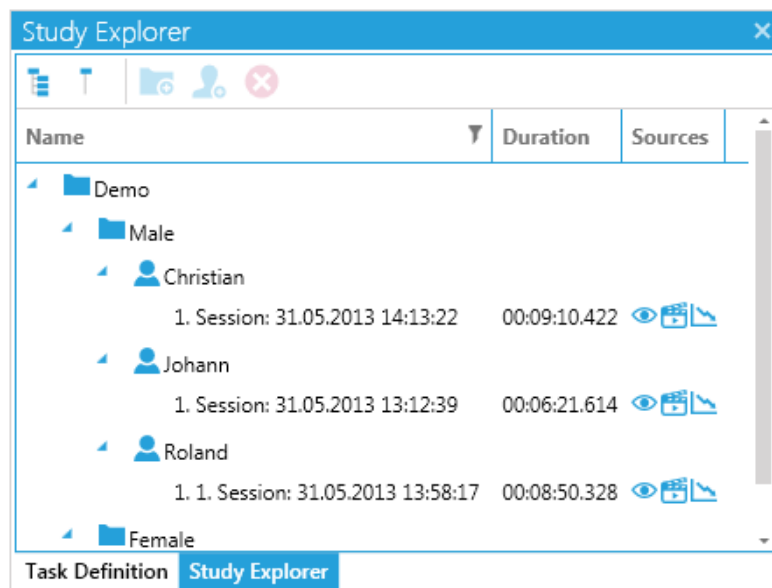 Study Explorer
Name Duration Sources
Demo
Male
Christian
1. Session: 31.05.2013 14:13:22 00:09:10.422
Johann
1. Session: 31.05.2013 13:12:39 00:06:21.614
Roland
1. 1. Session: 31.05.2013 13:58:17 00:08:50.328
Female
Task Definition Study Explorer